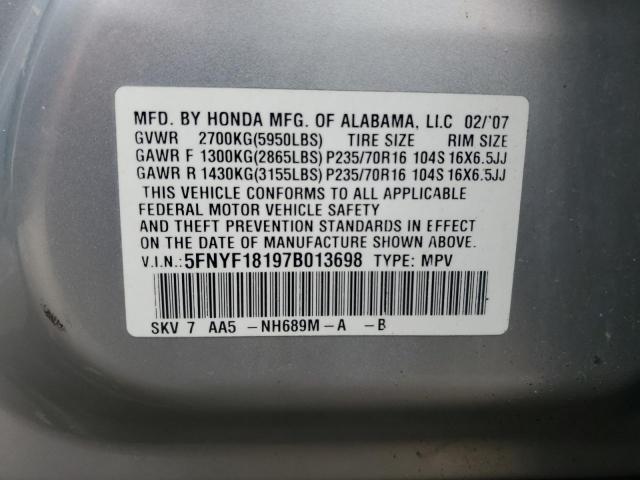 MFD. BY HONDA MFG. OF ALABAMA, LLC 02/'07
GVWR 2700KG(5950LBS) TIRE SIZE RIM SIZE
GAWR F 1300KG(2865LBS) P235/70R16 104S 16X6.5JJ
GAWR R 1430KG(3155LBS) P235/70R16 104S 16X6.5JJ
THIS VEHICLE CONFORMS TO ALL APPLICABLE
FEDERAL MOTOR VEHICLE SAFETY
AND THEFT PREVENTION STANDARDS IN EFFECT
ON THE DATE OF MANUFACTURE SHOWN ABOVE.
V.I.N.: 5FNYF18197B013698 TYPE: MPV
SKV 7 AA5 -NH689M-A -B